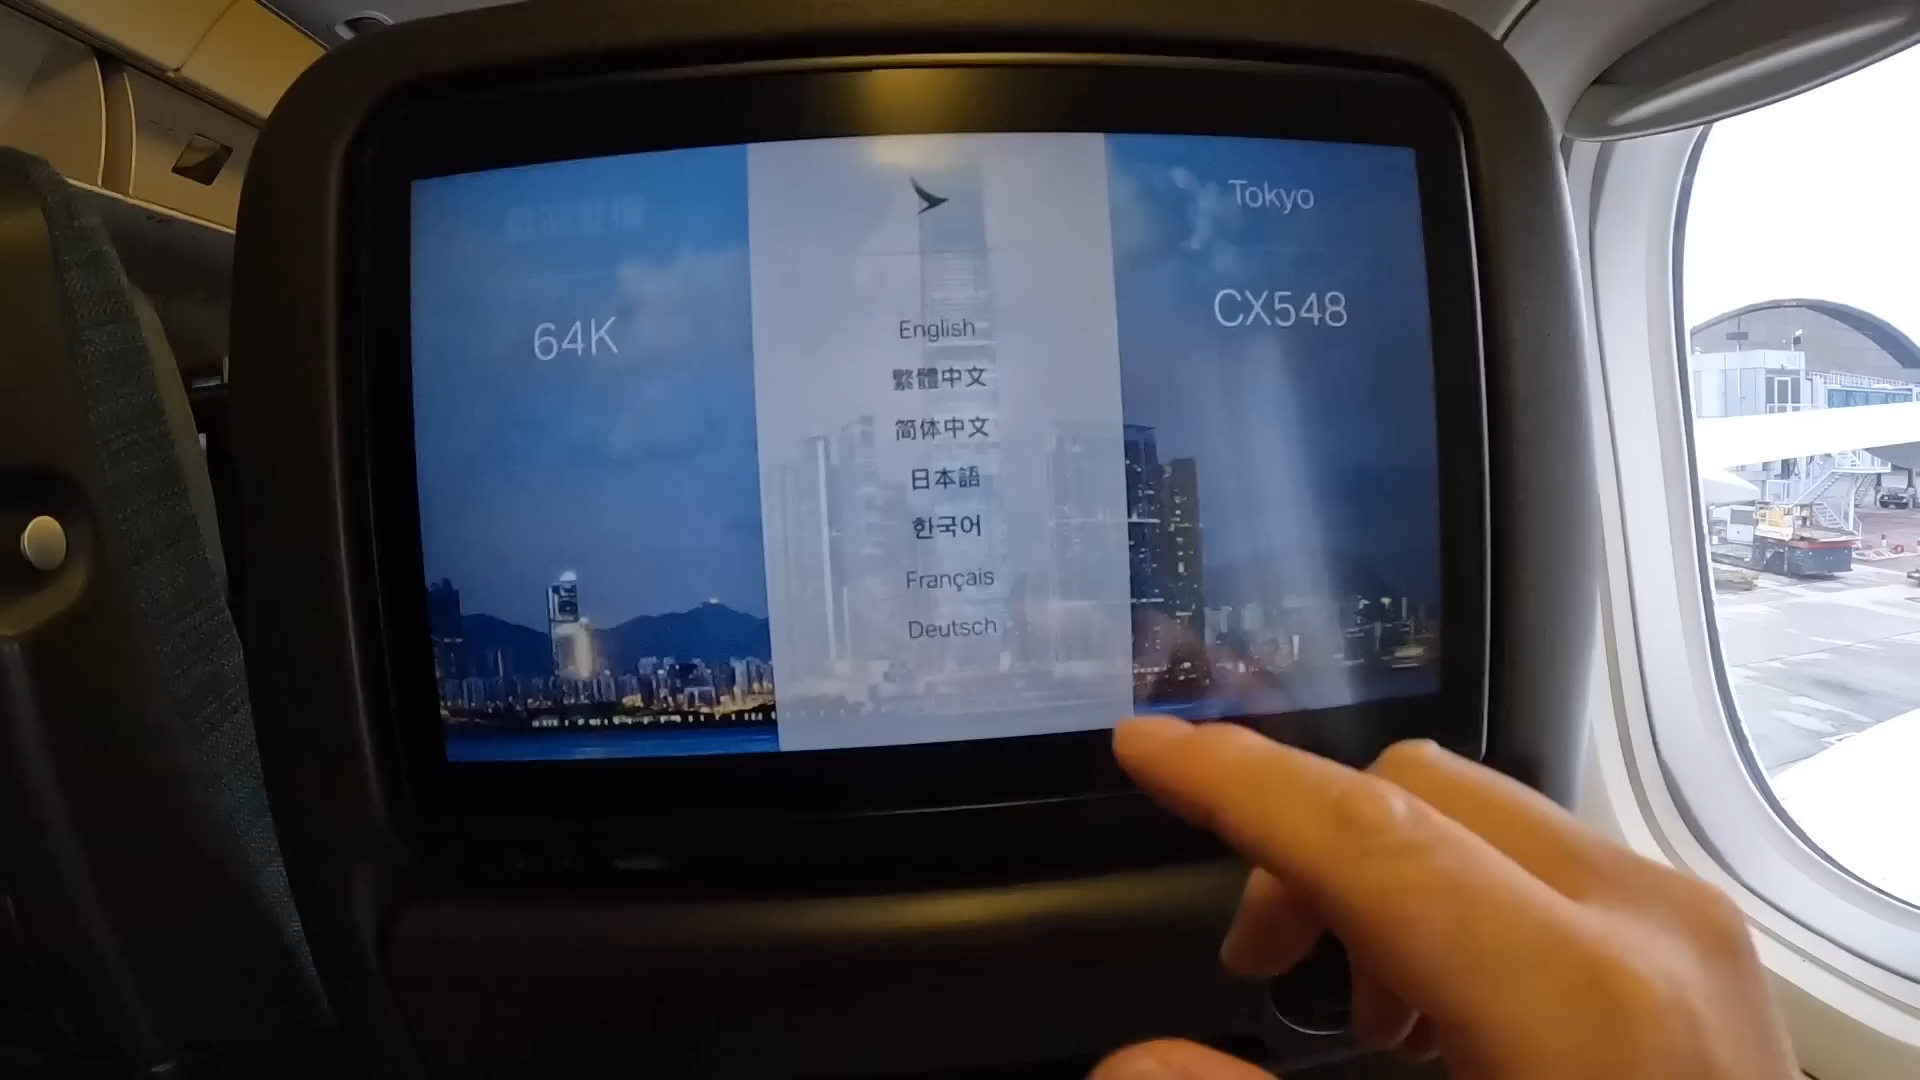 64K
English
繁體中文
简体中文
日本語
한국어
Français
Deutsch
Tokyo
CX548